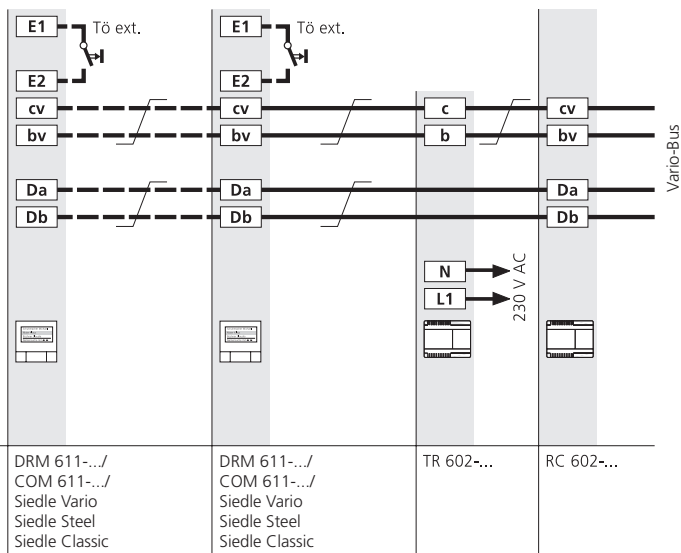 E1 Tö ext. E1 Tö ext.
E2 E2
cv cv c cv
bv bv b bv
Vario-Bus
Da Da Da
Db Db Db
N
L1
230 V AC
DRM 611-.../
COM 611-.../
Siedle Vario
Siedle Steel
Siedle Classic
DRM 611-.../
COM 611-.../
Siedle Vario
Siedle Steel
Siedle Classic
TR 602-...
RC 602-...